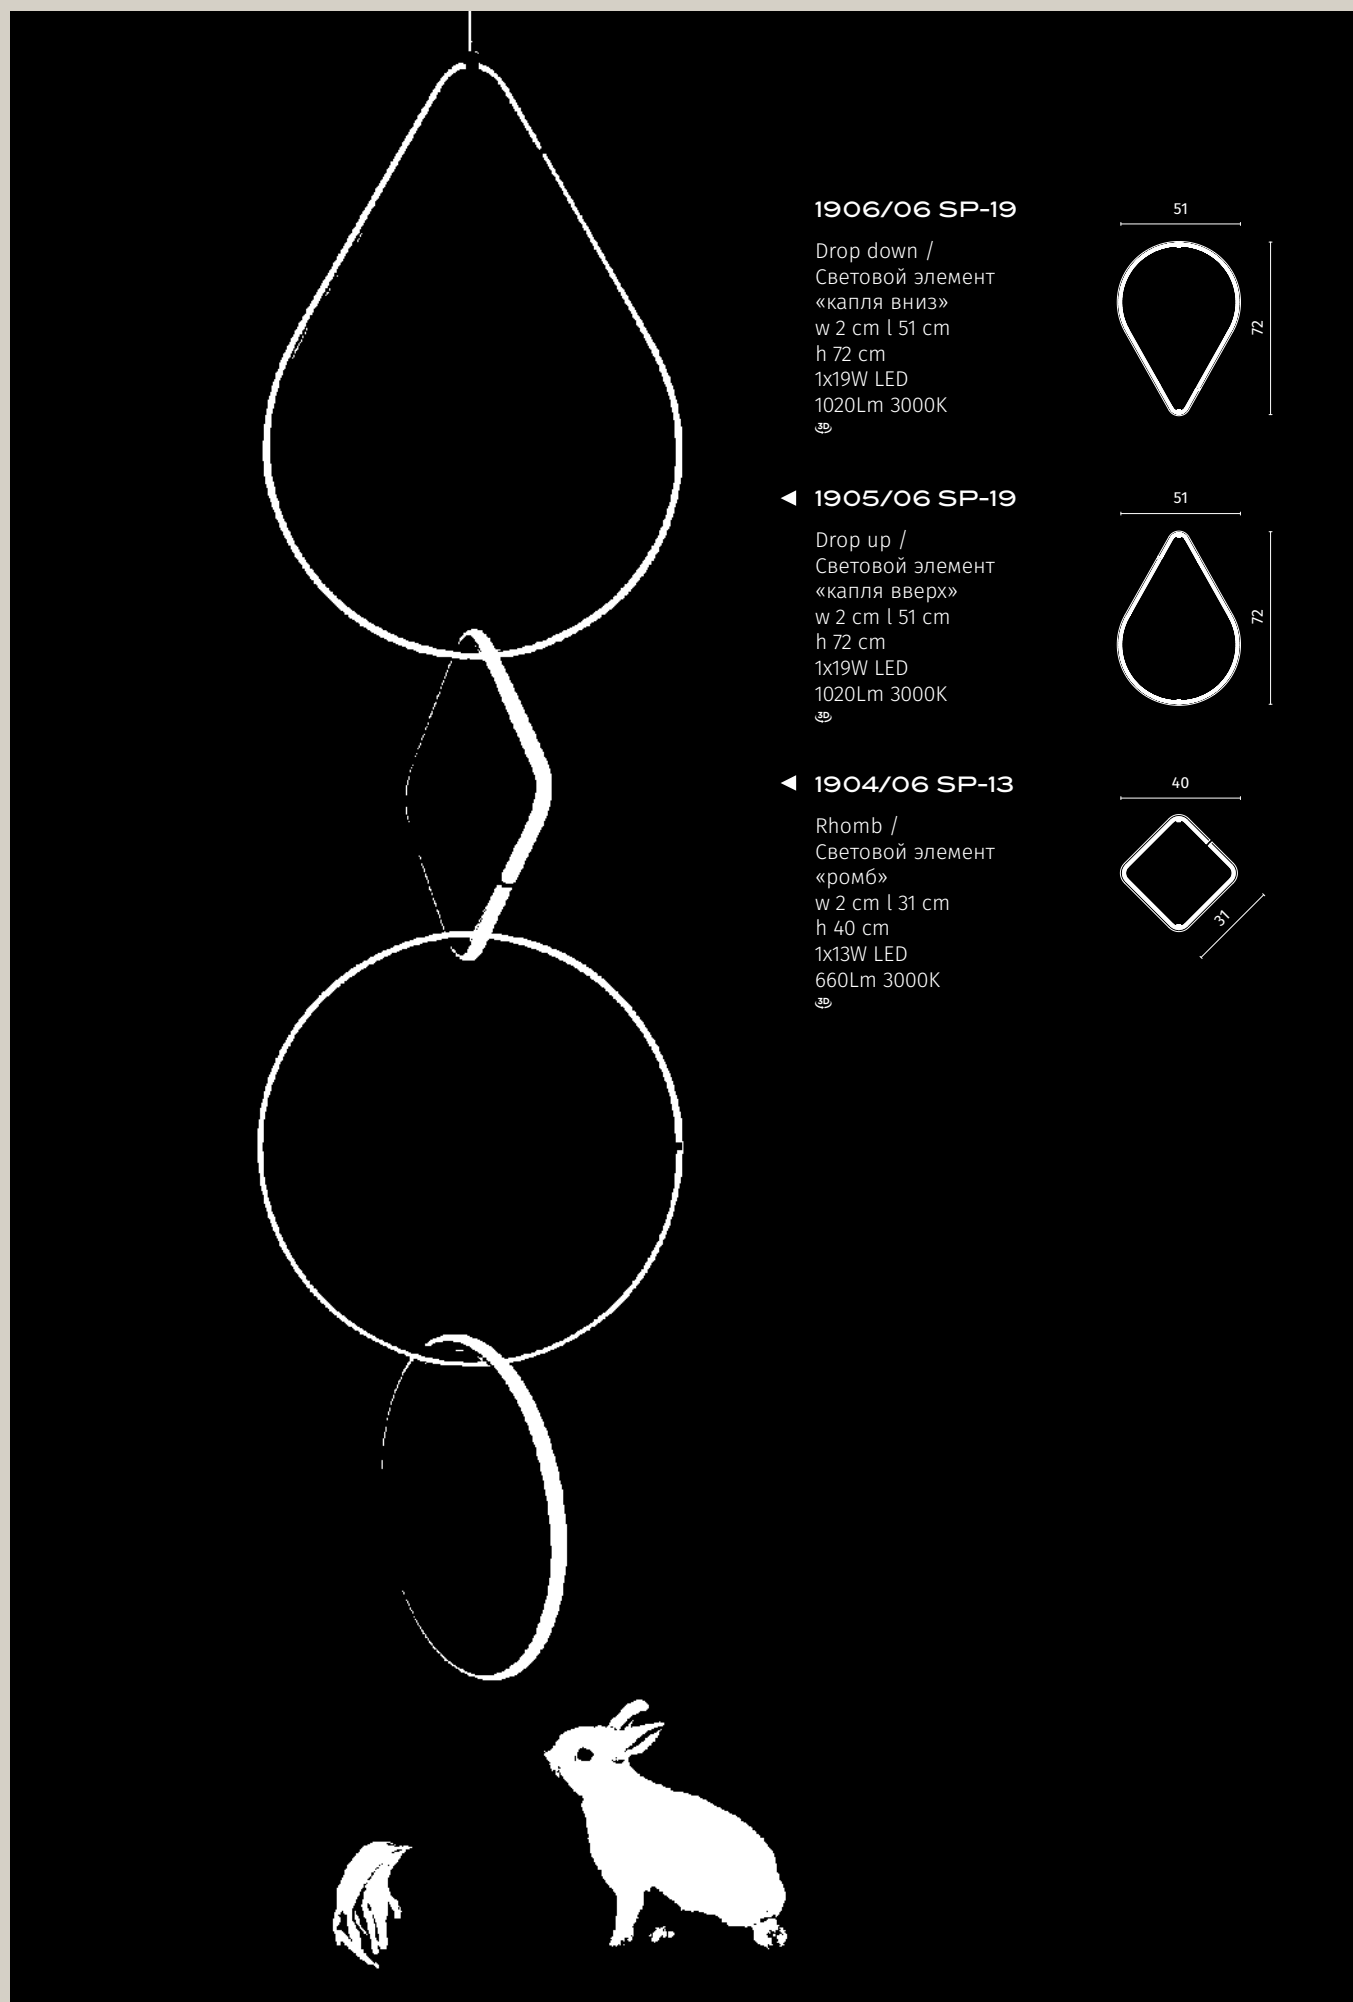 1906/06 SP-19
51
Drop down /
Световой элемент
«капля вниз»
w 2 cm l 51 cm
h 72 cm
1x19W LED
1020Lm 3000K
3D
72
1905/06 SP-19
51
Drop up /
Световой элемент
«капля вверх»
w 2 cm l 51 cm
h 72 cm
1x19W LED
1020Lm 3000K
3D
72
1904/06 SP-13
40
Rhomb /
Световой элемент
«ромб»
w 2 cm l 31 cm
h 40 cm
1x13W LED
660Lm 3000K
3D
31